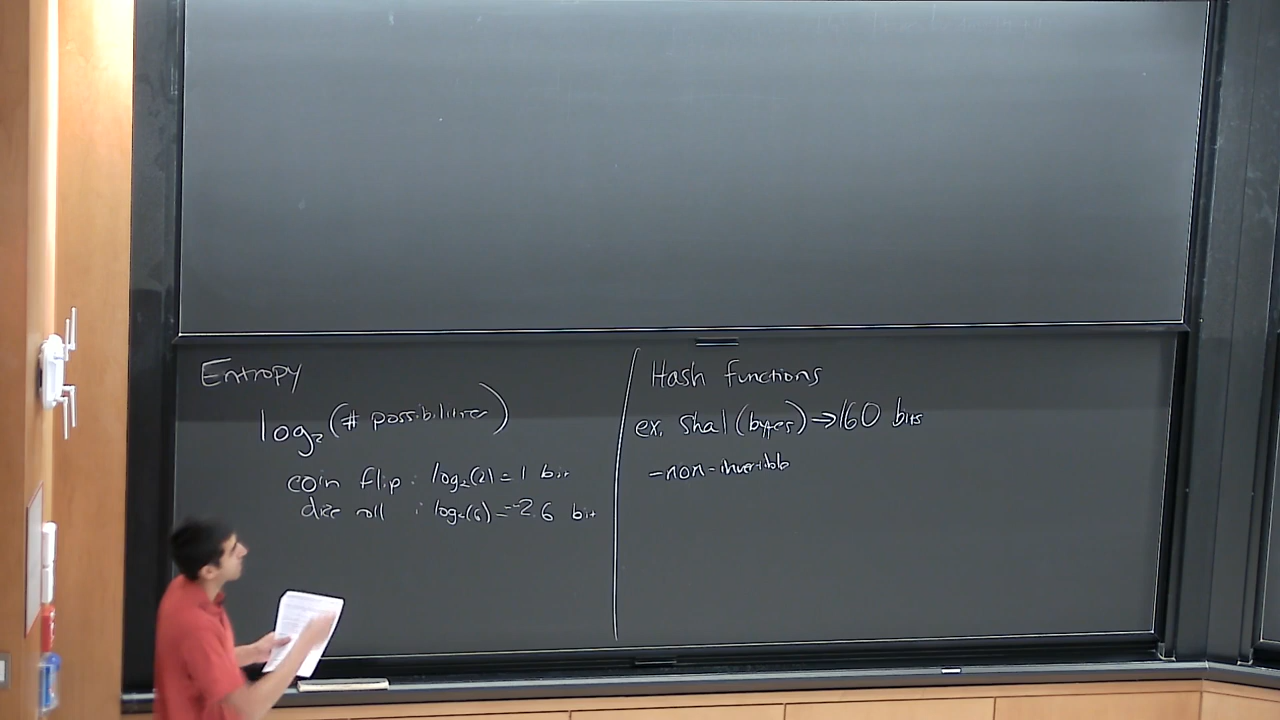 Entropy
log₂(# possibilities)
coin flip : log₂(2) = 1 bit
dice roll : log₂(6) = ~2.6 bit
Hash functions
ex. sha1(bytes) → 160 bits
- non-invertible